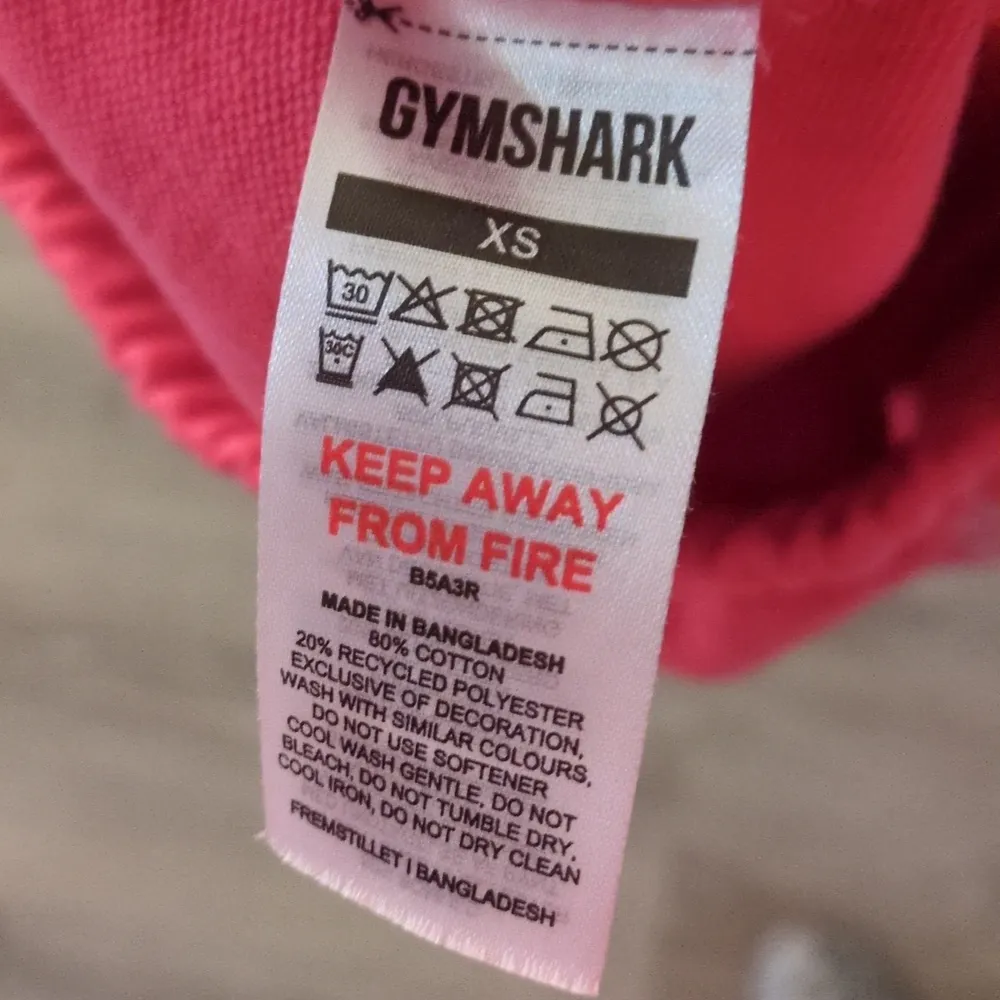 GYMSHARK
XS
30
30C
KEEP AWAY
FROM FIRE
B5A3R
MADE IN BANGLADESH
80% COTTON
20% RECYCLED POLYESTER
EXCLUSIVE OF DECORATION,
WASH WITH SIMILAR COLOURS,
DO NOT USE SOFTENER
COOL WASH GENTLE, DO NOT
BLEACH, DO NOT TUMBLE DRY,
COOL IRON, DO NOT DRY CLEAN
FREMSTILLET I BANGLADESH